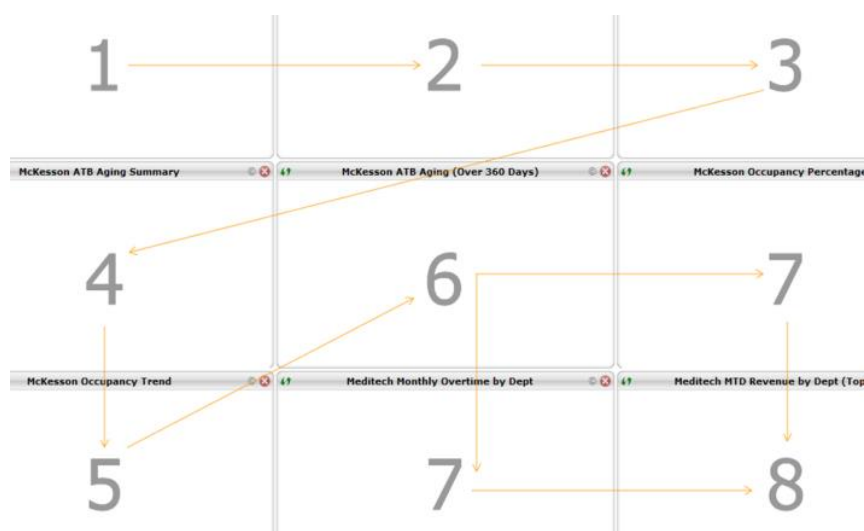 1 2 3
McKesson ATB Aging Summary McKesson ATB Aging (Over 360 Days) McKesson Occupancy Percentage
4 6 7
McKesson Occupancy Trend Meditech Monthly Overtime by Dept Meditech MTD Revenue by Dept (Top
5 7 8